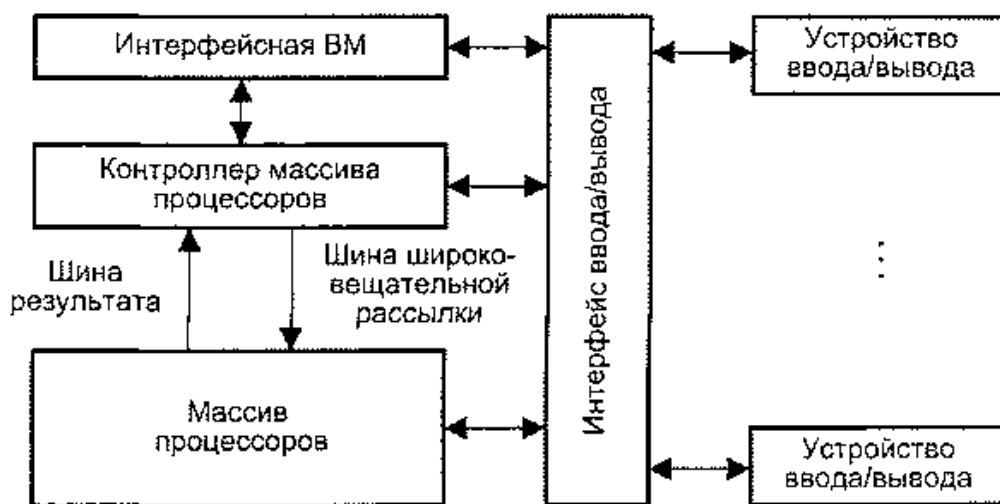 Интерфейсная ВМ
Устройство
ввода/вывода
Контроллер массива
процессоров
Интерфейс ввода/вывода
Шина
результата
Шина широко-
вещательной
рассылки
Массив
процессоров
Устройство
ввода/вывода